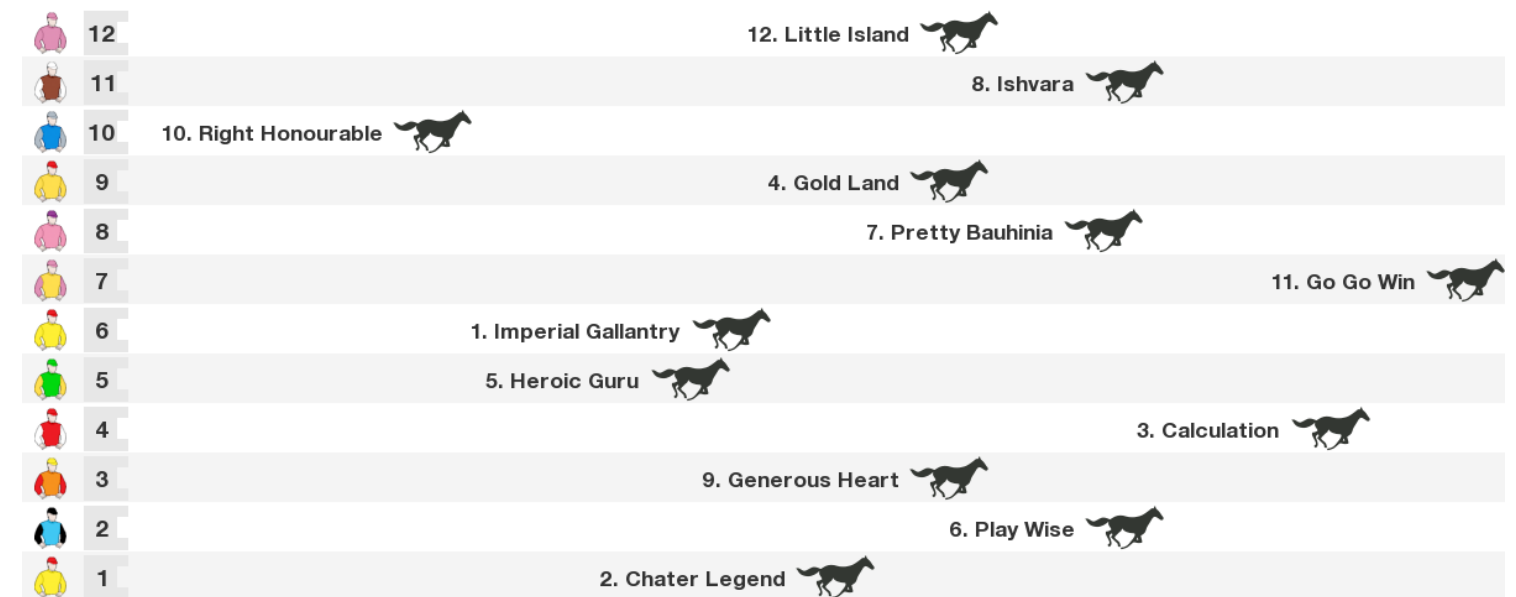 12 12. Little Island
11 8. Ishvara
10 10. Right Honourable
9 4. Gold Land
8 7. Pretty Bauhinia
7 11. Go Go Win
6 1. Imperial Gallantry
5 5. Heroic Guru
4 3. Calculation
3 9. Generous Heart
2 6. Play Wise
1 2. Chater Legend